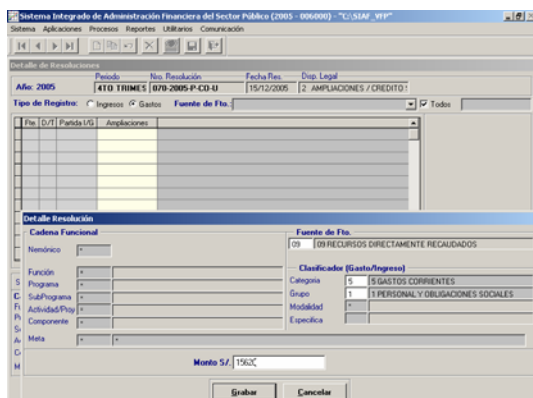 Sistema Integrado de Administración Financiera del Sector Público (2005 - 006000) - "C:\SIAF_VFP"
Sistema Aplicaciones Procesos Reportes Utilitarios Comunicación
Detalle de Resoluciones
Periodo Nro. Resolución Fecha Res. Disp. Legal
Año: 2005 4TO TRIMES 070-2005-P-CO-U 15/12/2005 2 AMPLIACIONES / CREDITO
Tipo de Registro: Ingresos Gastos Fuente de Fto.: Todos
Fte. D/T Partida I/G Ampliaciones
Detalle Resolución
Cadena Funcional Fuente de Fto.
Nemónico * 09 09 RECURSOS DIRECTAMENTE RECAUDADOS
Clasificador (Gasto/Ingreso)
Función * Categoria 5 5 GASTOS CORRIENTES
Programa * Grupo 1 1 PERSONAL Y OBLIGACIONES SOCIALES
SubPrograma * Modalidad *
Actividad/Proy * Especifica
Componente *
Meta * *
Monto S/.
Grabar Cancelar